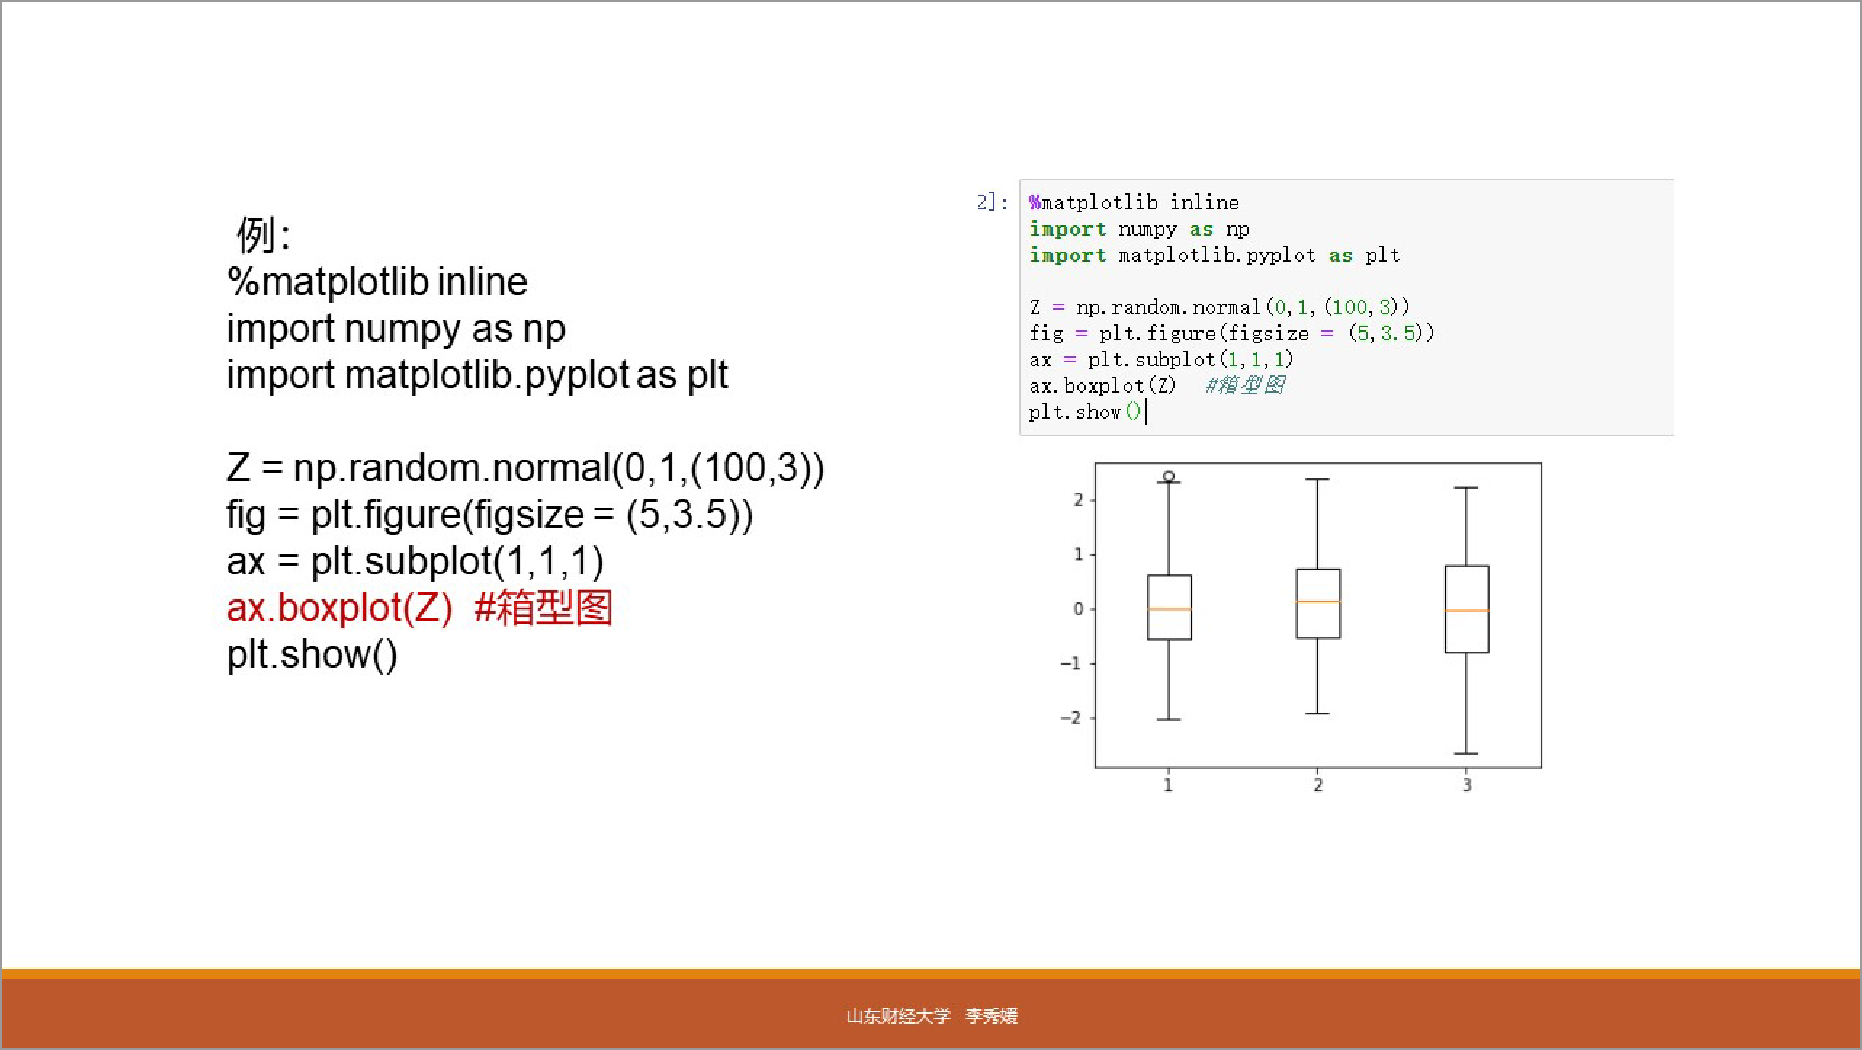 例：
%matplotlib inline
import numpy as np
import matplotlib.pyplot as plt
Z = np.random.normal(0,1,(100,3))
fig = plt.figure(figsize = (5,3.5))
ax = plt.subplot(1,1,1)
ax.boxplot(Z)  #箱型图
plt.show()
2]:
%matplotlib inline
import numpy as np
import matplotlib.pyplot as plt
Z = np.random.normal(0,1,(100,3))
fig = plt.figure(figsize = (5,3.5))
ax = plt.subplot(1,1,1)
ax.boxplot(Z)  #箱型图
plt.show()
2
1
0
−1
−2
1 2 3
山东财经大学 李秀媛